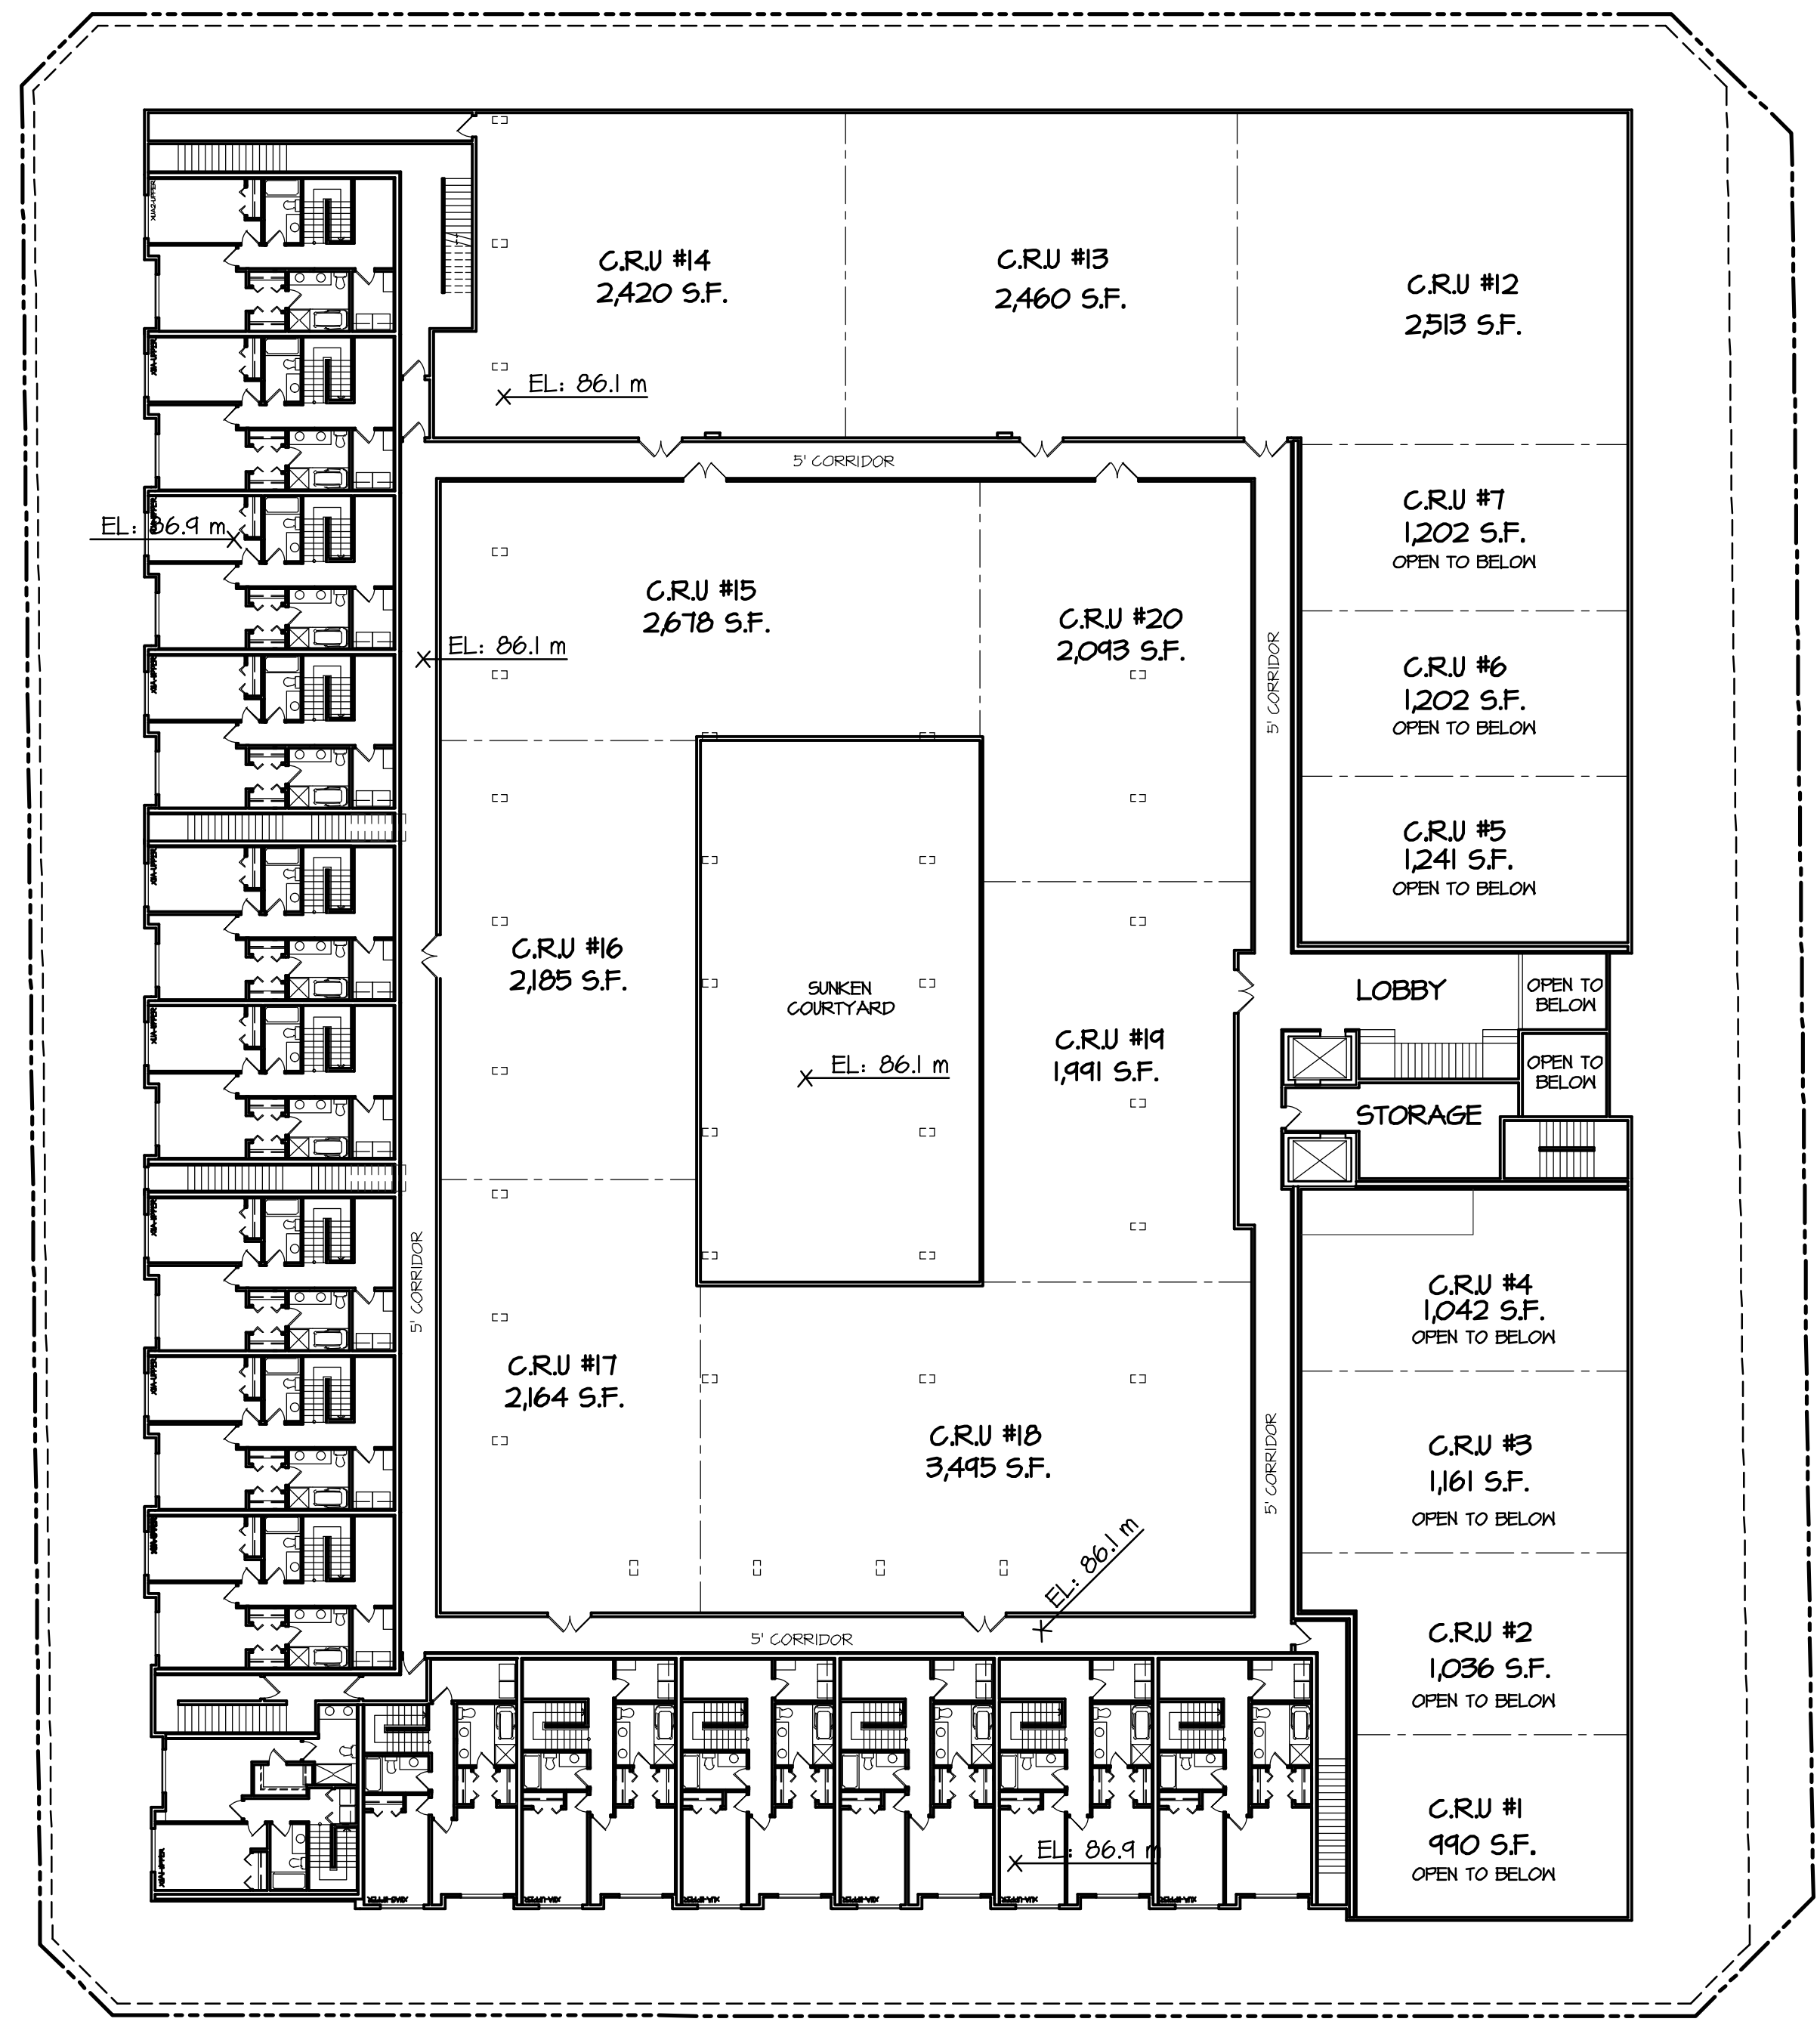 C.R.U #14
2,420 S.F.
C.R.U #13
2,460 S.F.
C.R.U #12
2,513 S.F.
EL: 86.1 m
5' CORRIDOR
C.R.U #7
1,202 S.F.
OPEN TO BELOW
EL: 86.9 m
C.R.U #15
2,678 S.F.
C.R.U #20
2,093 S.F.
EL: 86.1 m
5' CORRIDOR
C.R.U #6
1,202 S.F.
OPEN TO BELOW
C.R.U #5
1,241 S.F.
OPEN TO BELOW
C.R.U #16
2,185 S.F.
SUNKEN
COURTYARD
EL: 86.1 m
C.R.U #19
1,991 S.F.
LOBBY
OPEN TO
BELOW
OPEN TO
BELOW
STORAGE
5' CORRIDOR
C.R.U #4
1,042 S.F.
OPEN TO BELOW
C.R.U #17
2,164 S.F.
C.R.U #18
3,495 S.F.
5' CORRIDOR
C.R.U #3
1,161 S.F.
OPEN TO BELOW
EL: 86.1 m
5' CORRIDOR
C.R.U #2
1,036 S.F.
OPEN TO BELOW
C.R.U #1
990 S.F.
OPEN TO BELOW
EL: 86.9 m